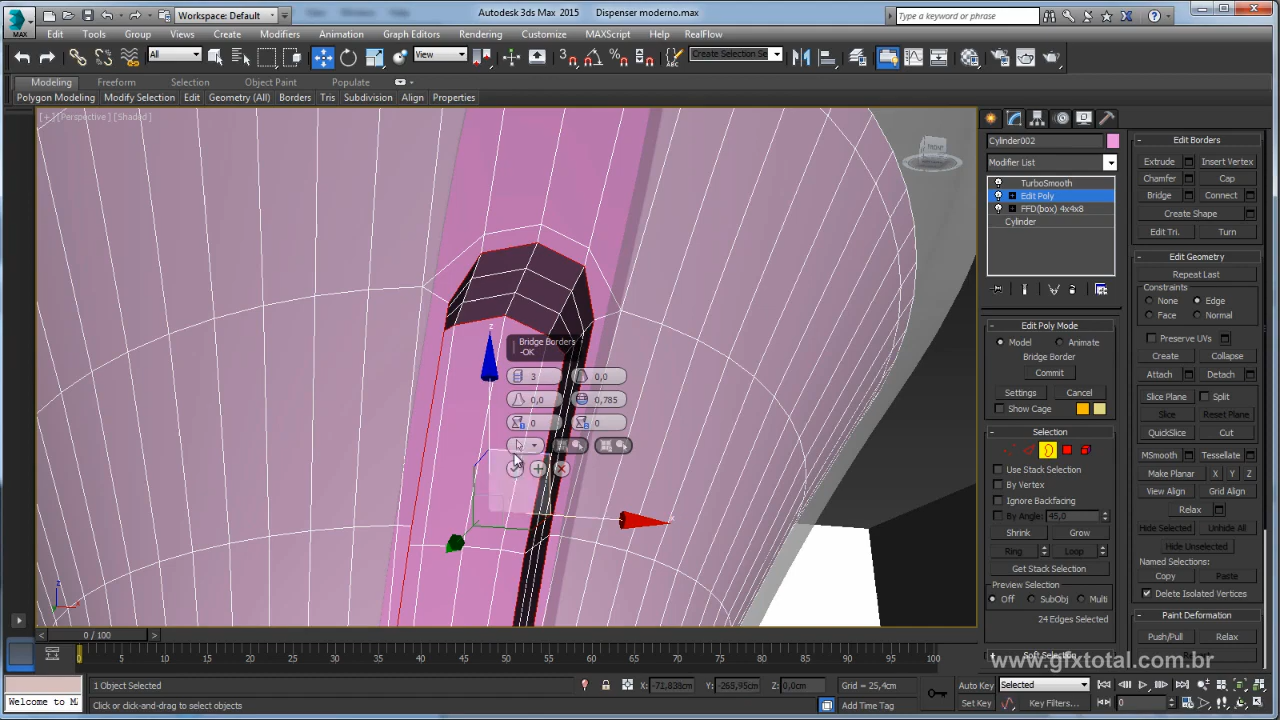 MAX
Workspace: Default
Autodesk 3ds Max 2015
Dispenser moderno.max
Type a keyword or phrase
Edit Tools Group Views Create Modifiers Animation Graph Editors Rendering Customize MAXScript Help RealFlow
All
View
Create Selection Se
Modeling Freeform Selection Object Paint Populate
Polygon Modeling Modify Selection Edit Geometry (All) Borders Tris Subdivision Align Properties
[+][Perspective][Shaded]
FRONT
Bridge Borders
-OK
3
0,0
0,0
0,785
0
0
z
x
z
x
Cylinder002
Modifier List
TurboSmooth
Edit Poly
FFD(box) 4x4x8
Cylinder
Edit Poly Mode
Model Animate
Bridge Border
Commit
Settings Cancel
Show Cage
Selection
Use Stack Selection
By Vertex
Ignore Backfacing
By Angle: 45,0
Shrink Grow
Ring Loop
Get Stack Selection
Preview Selection
Off SubObj Multi
24 Edges Selected
Soft Selection
Edit Borders
Extrude Insert Vertex
Chamfer Cap
Bridge Connect
Create Shape
Edit Tri. Turn
Edit Geometry
Repeat Last
Constraints
None Edge
Face Normal
Preserve UVs
Create Collapse
Attach Detach
Slice Plane Split
Slice Reset Plane
QuickSlice Cut
MSmooth Tessellate
Make Planar X Y Z
View Align Grid Align
Relax
Hide Selected Unhide All
Hide Unselected
Named Selections:
Copy Paste
Delete Isolated Vertices
Paint Deformation
Push/Pull Relax
www.gfxtotal.com.br
0 / 100
0 5 10 15 20 25 30 35 40 45 50 55 60 65 70 75 80 85 90 95 100
Welcome to M
1 Object Selected
Click or click-and-drag to select objects
X: -71,838cm Y: -268,95cm Z: 0,0cm
Grid = 25,4cm
Add Time Tag
Auto Key Selected
Set Key Key Filters...
0